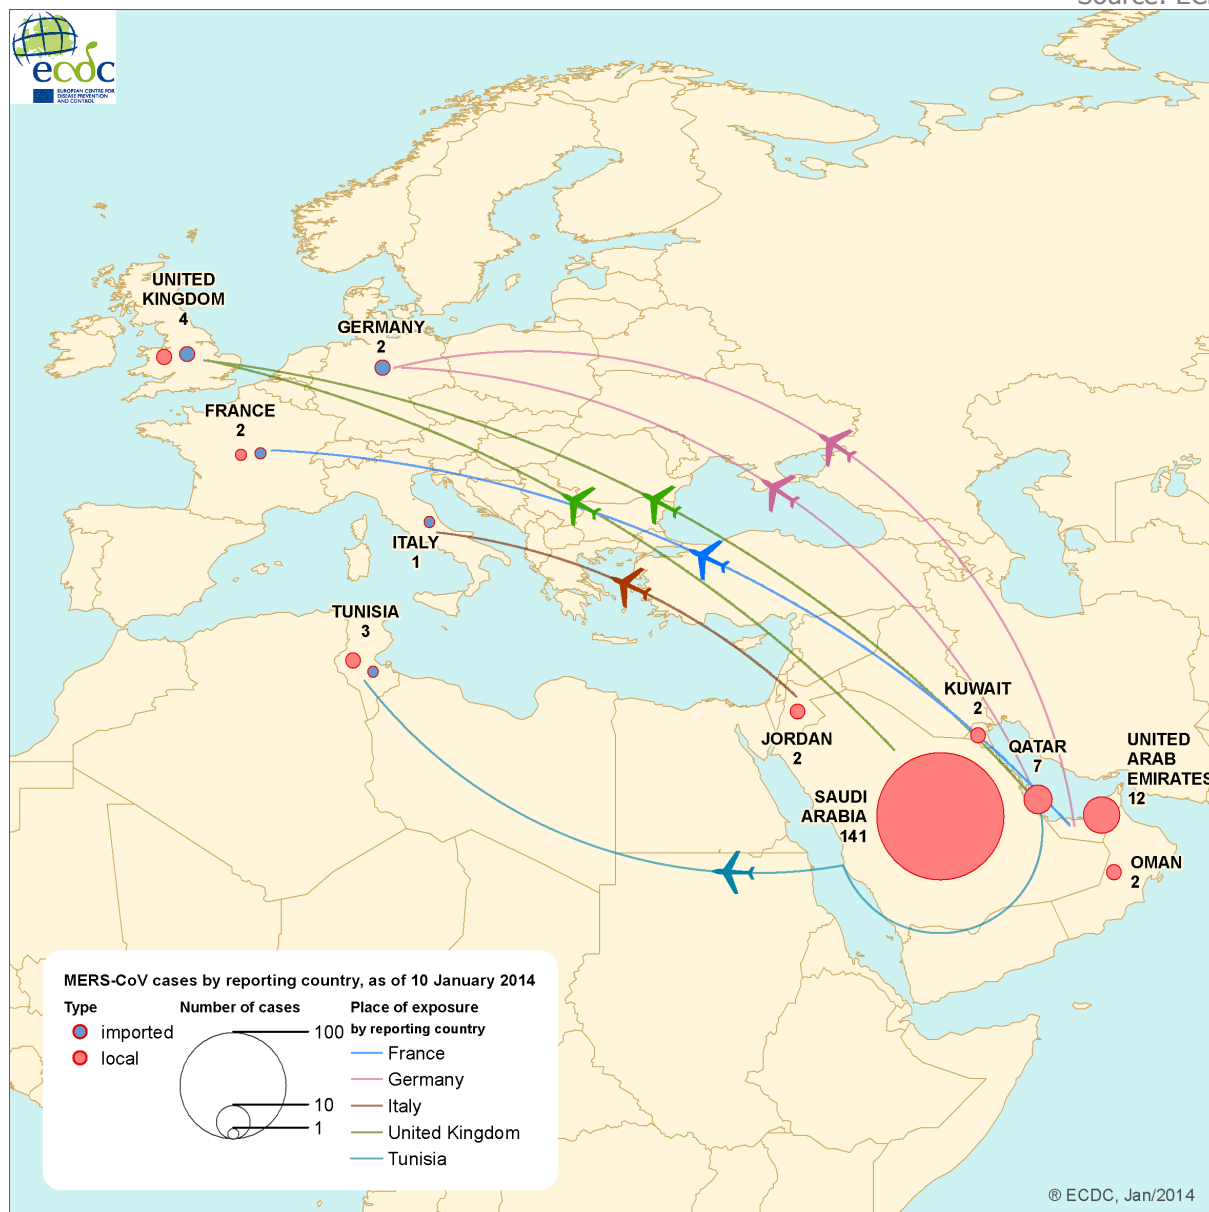 Source: EC
ecdc
EUROPEAN CENTRE FOR
DISEASE PREVENTION
AND CONTROL
UNITED
KINGDOM
4
GERMANY
2
FRANCE
2
ITALY
1
TUNISIA
3
KUWAIT
2
JORDAN
2
QATAR
7
UNITED
ARAB
EMIRATES
12
SAUDI
ARABIA
141
OMAN
2
MERS-CoV cases by reporting country, as of 10 January 2014
Type
imported
local
Number of cases
100
10
1
Place of exposure
by reporting country
France
Germany
Italy
United Kingdom
Tunisia
® ECDC, Jan/2014